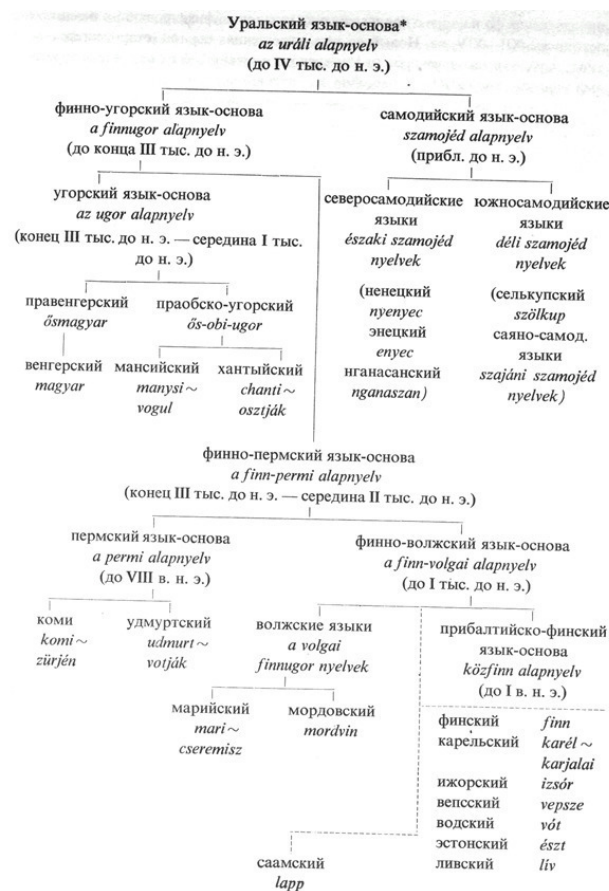 Уральский язык-основа*
az uráli alapnyelv
(до IV тыс. до н. э.)
финно-угорский язык-основа
a finnugor alapnyelv
(до конца III тыс. до н. э.)
самодийский язык-основа
szamojéd alapnyelv
(прибл. до н. э.)
угорский язык-основа
az ugor alapnyelv
(конец III тыс. до н. э. — середина I тыс.
до н. э.)
северосамодийские
языки
északi szamojéd
nyelvek
южносамодийские
языки
déli szamojéd
nyelvek
правенгерский
ősmagyar
праобско-угорский
ős-obi-ugor
(ненецкий
nyenyec
энецкий
enyec
нганасанский
nganaszan)
(селькупский
szölkup
саяно-самод.
языки
szajáni szamojéd
nyelvek)
венгерский
magyar
мансийский
manysi~
vogul
хантыйский
chanti~
osztják
финно-пермский язык-основа
a finn-permi alapnyelv
(конец III тыс. до н. э. — середина II тыс. до н. э.)
пермский язык-основа
a permi alapnyelv
(до VIII в. н. э.)
финно-волжский язык-основа
a finn-volgai alapnyelv
(до I тыс. до н. э.)
коми
komi~
zürjén
удмуртский
udmurt~
votják
волжские языки
a volgai
finnugor nyelvek
прибалтийско-финский
язык-основа
közfinn alapnyelv
(до I в. н. э.)
марийский
mari~
cseremisz
мордовский
mordvin
финский finn
карельский karél ~
karjalai
ижорский izsór
вепсский vepsze
водский vót
эстонский észt
ливский lív
саамский
lapp